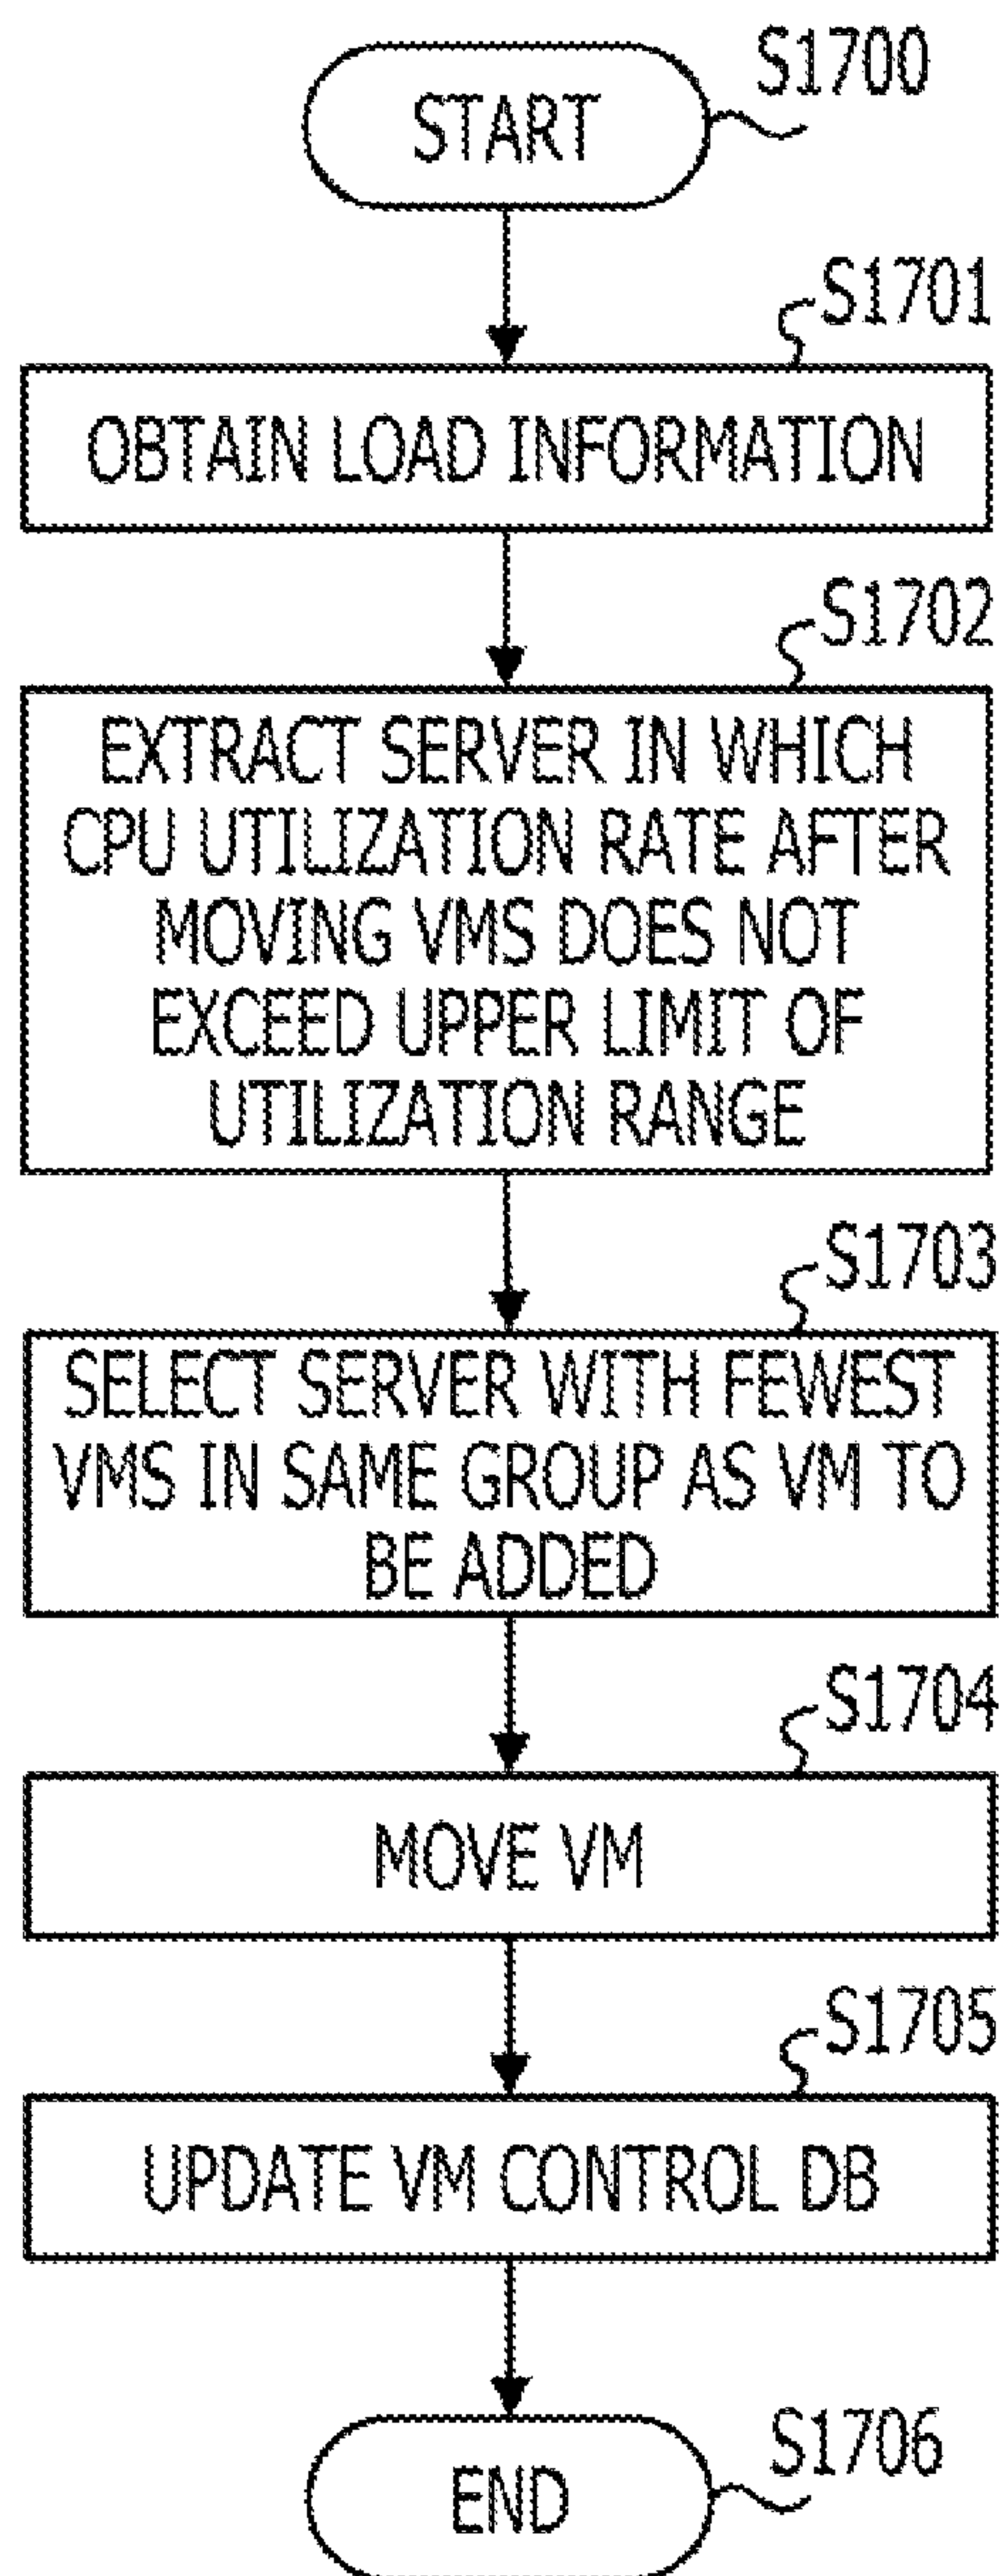 S1700
START
S1701
OBTAIN LOAD INFORMATION
S1702
EXTRACT SERVER IN WHICH
CPU UTILIZATION RATE AFTER
MOVING VMS DOES NOT
EXCEED UPPER LIMIT OF
UTILIZATION RANGE
S1703
SELECT SERVER WITH FEWEST
VMS IN SAME GROUP AS VM TO
BE ADDED
S1704
MOVE VM
S1705
UPDATE VM CONTROL DB
S1706
END